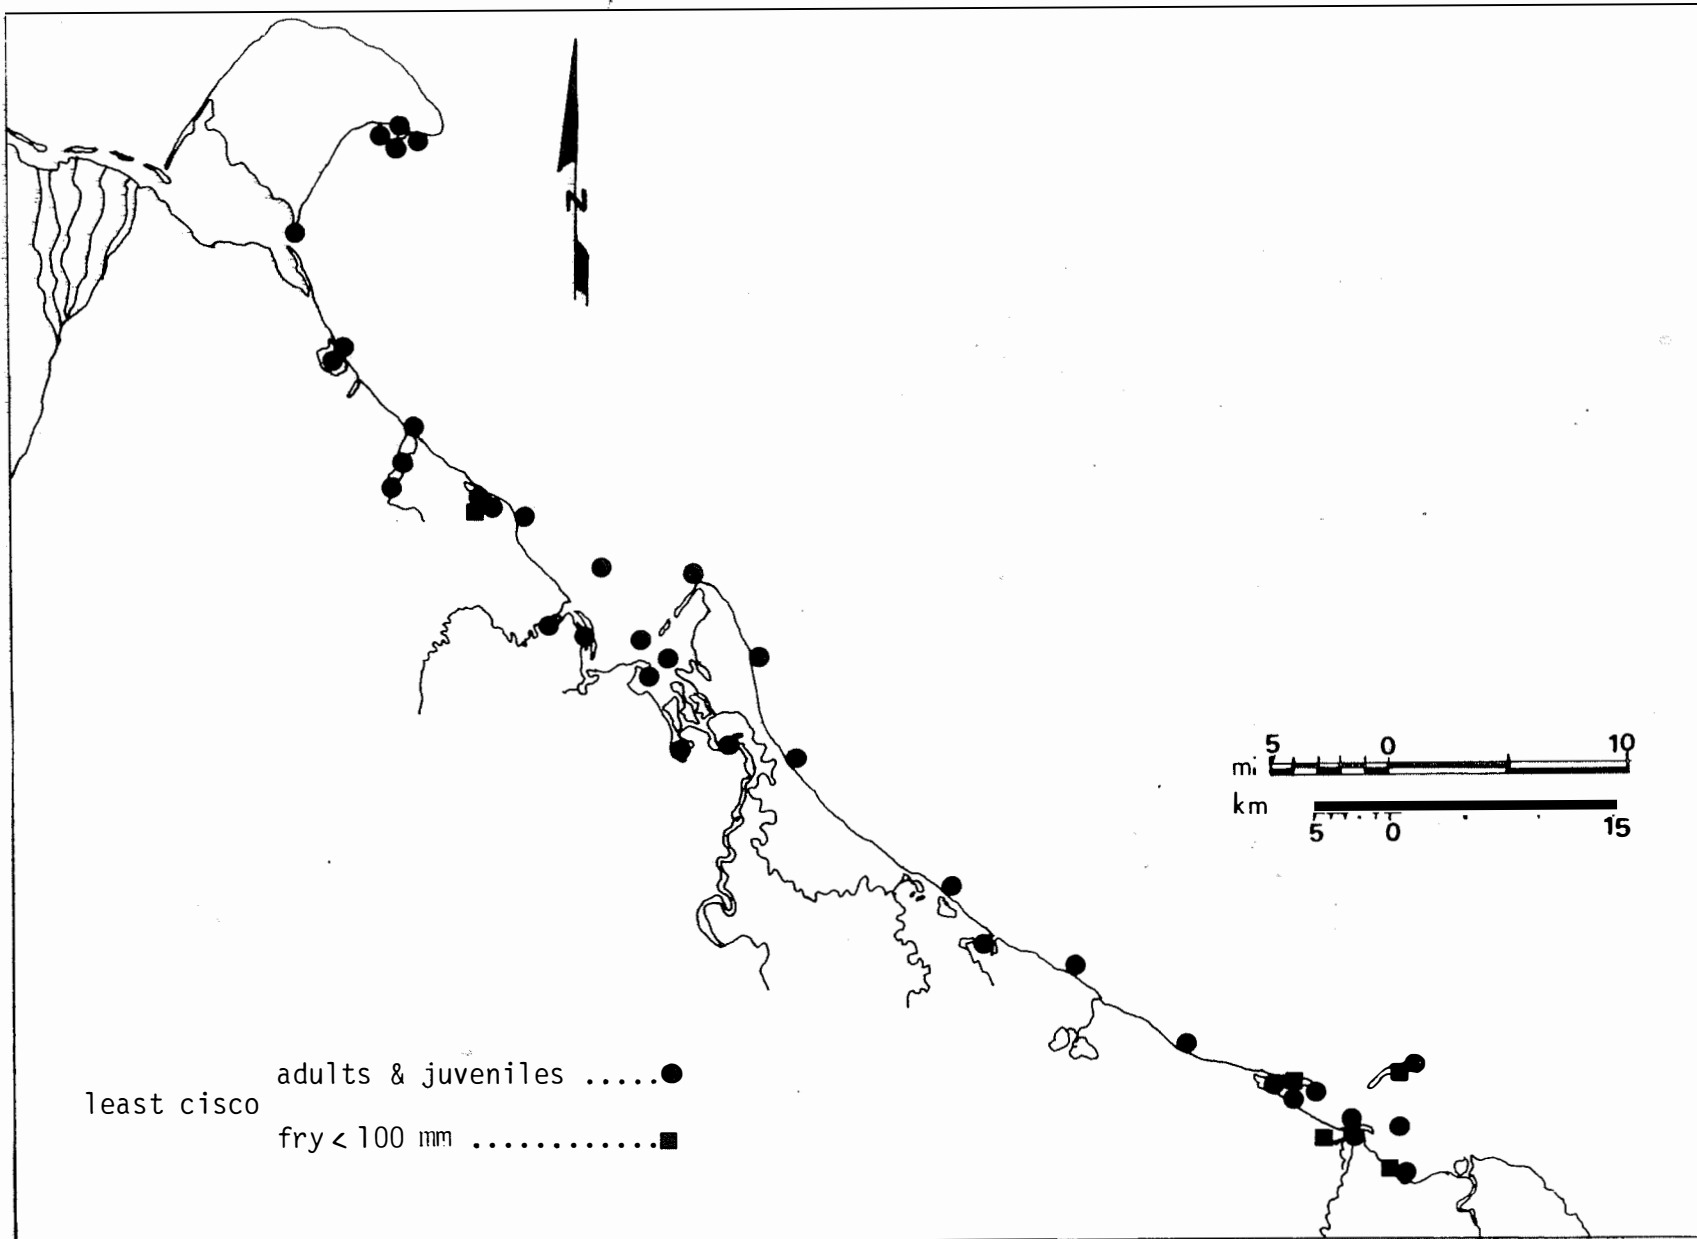 N
5 0 10
mi
km
5 0 15
adults & juveniles .....
least cisco
fry < 100 mm ............